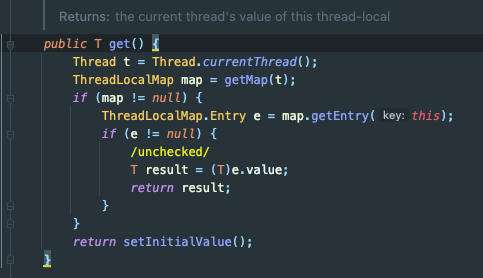 Returns: the current thread's value of this thread-local
public T get() {
Thread t = Thread.currentThread();
ThreadLocalMap map = getMap(t);
if (map != null) {
ThreadLocalMap.Entry e = map.getEntry( key: this);
if (e != null) {
/unchecked/
T result = (T)e.value;
return result;
}
}
return setInitialValue();
}